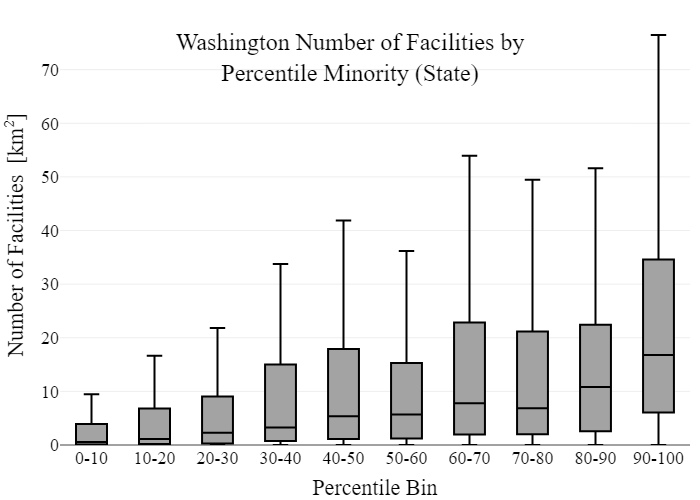 Washington Number of Facilities by
Percentile Minority (State)
Number of Facilities [km²]
70
60
50
40
30
20
10
0
0-10 10-20 20-30 30-40 40-50 50-60 60-70 70-80 80-90 90-100
Percentile Bin